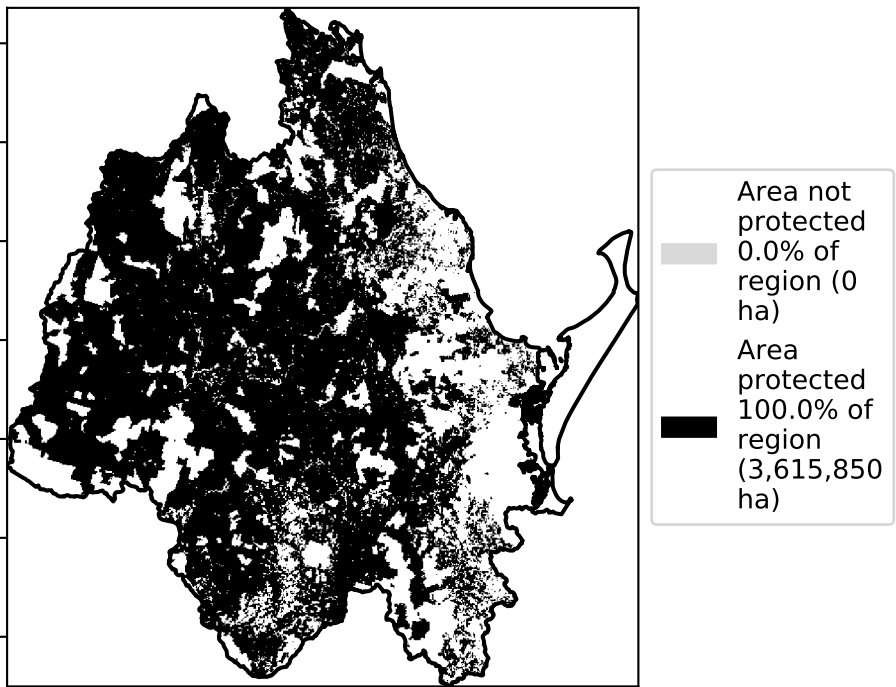 Area not
protected
0.0% of
region (0
ha)
Area
protected
100.0% of
region
(3,615,850
ha)